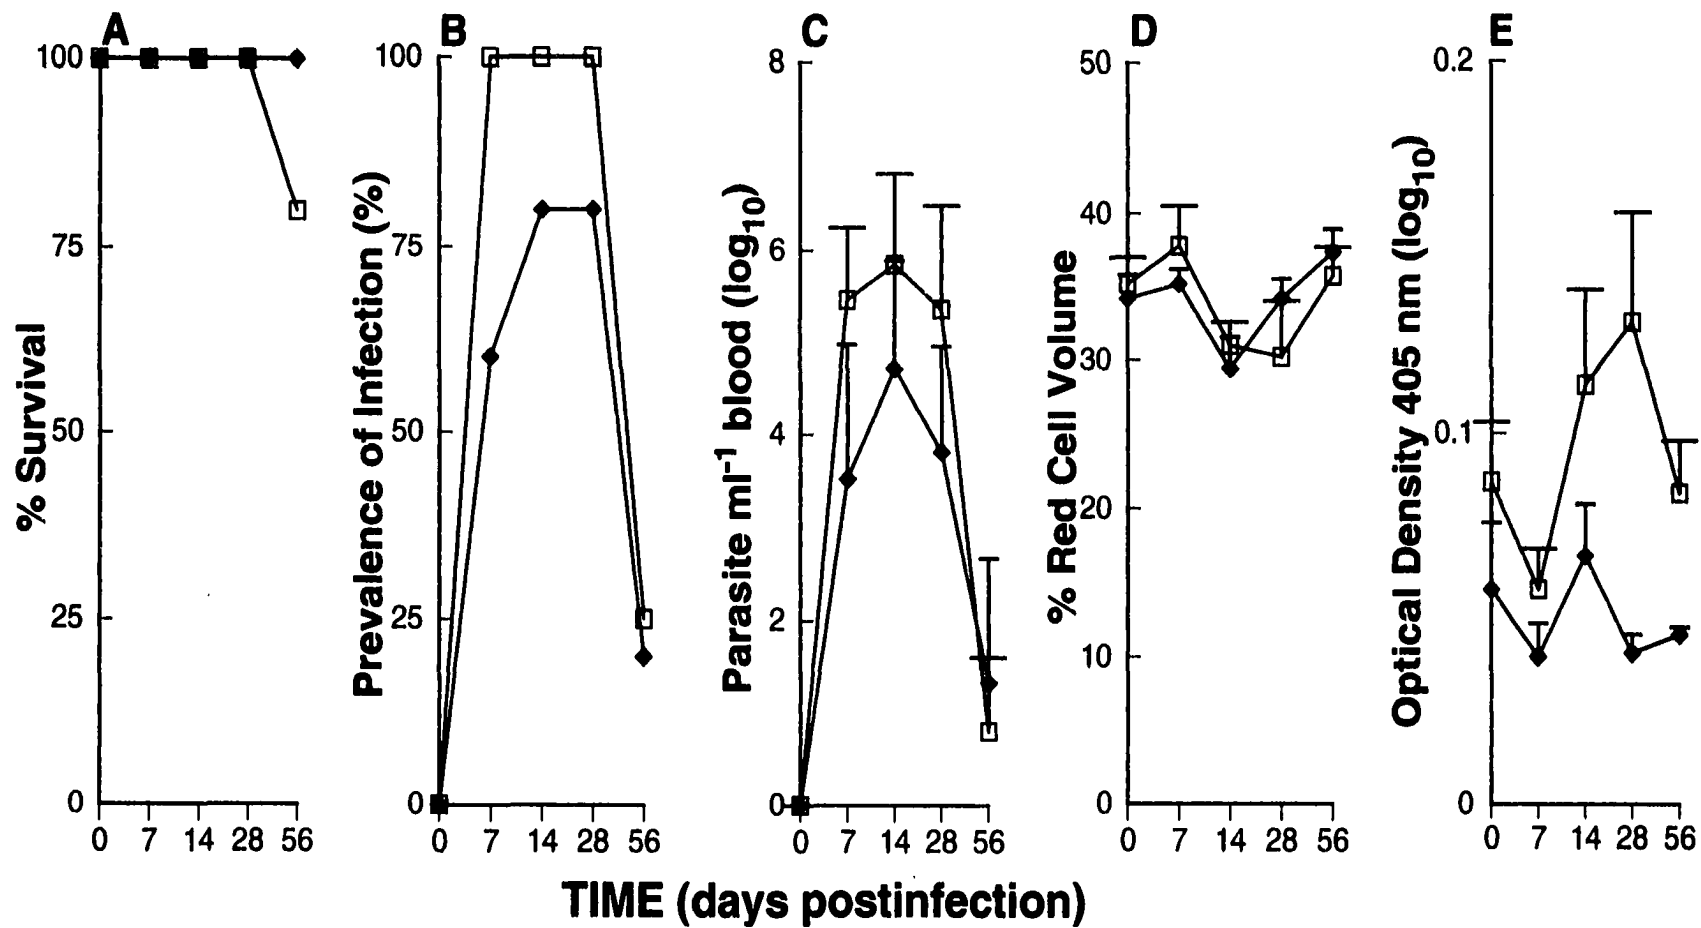 A
% Survival
100
75
50
25
0
0 7 14 28 56
B
Prevalence of Infection (%)
100
75
50
25
0
0 7 14 28 56
C
Parasite ml⁻¹ blood (log₁₀)
8
6
4
2
0
0 7 14 28 56
D
% Red Cell Volume
50
40
30
20
10
0
0 7 14 28 56
E
Optical Density 405 nm (log₁₀)
0.2
0.1
0
0 7 14 28 56
TIME (days postinfection)